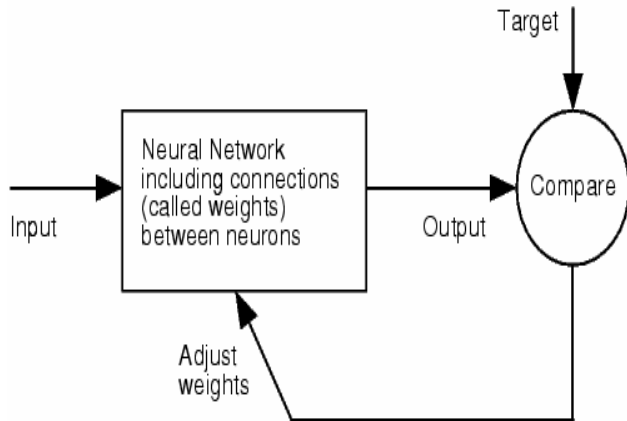 Target
Neural Network
including connections
(called weights)
between neurons
Compare
Input
Output
Adjust
weights